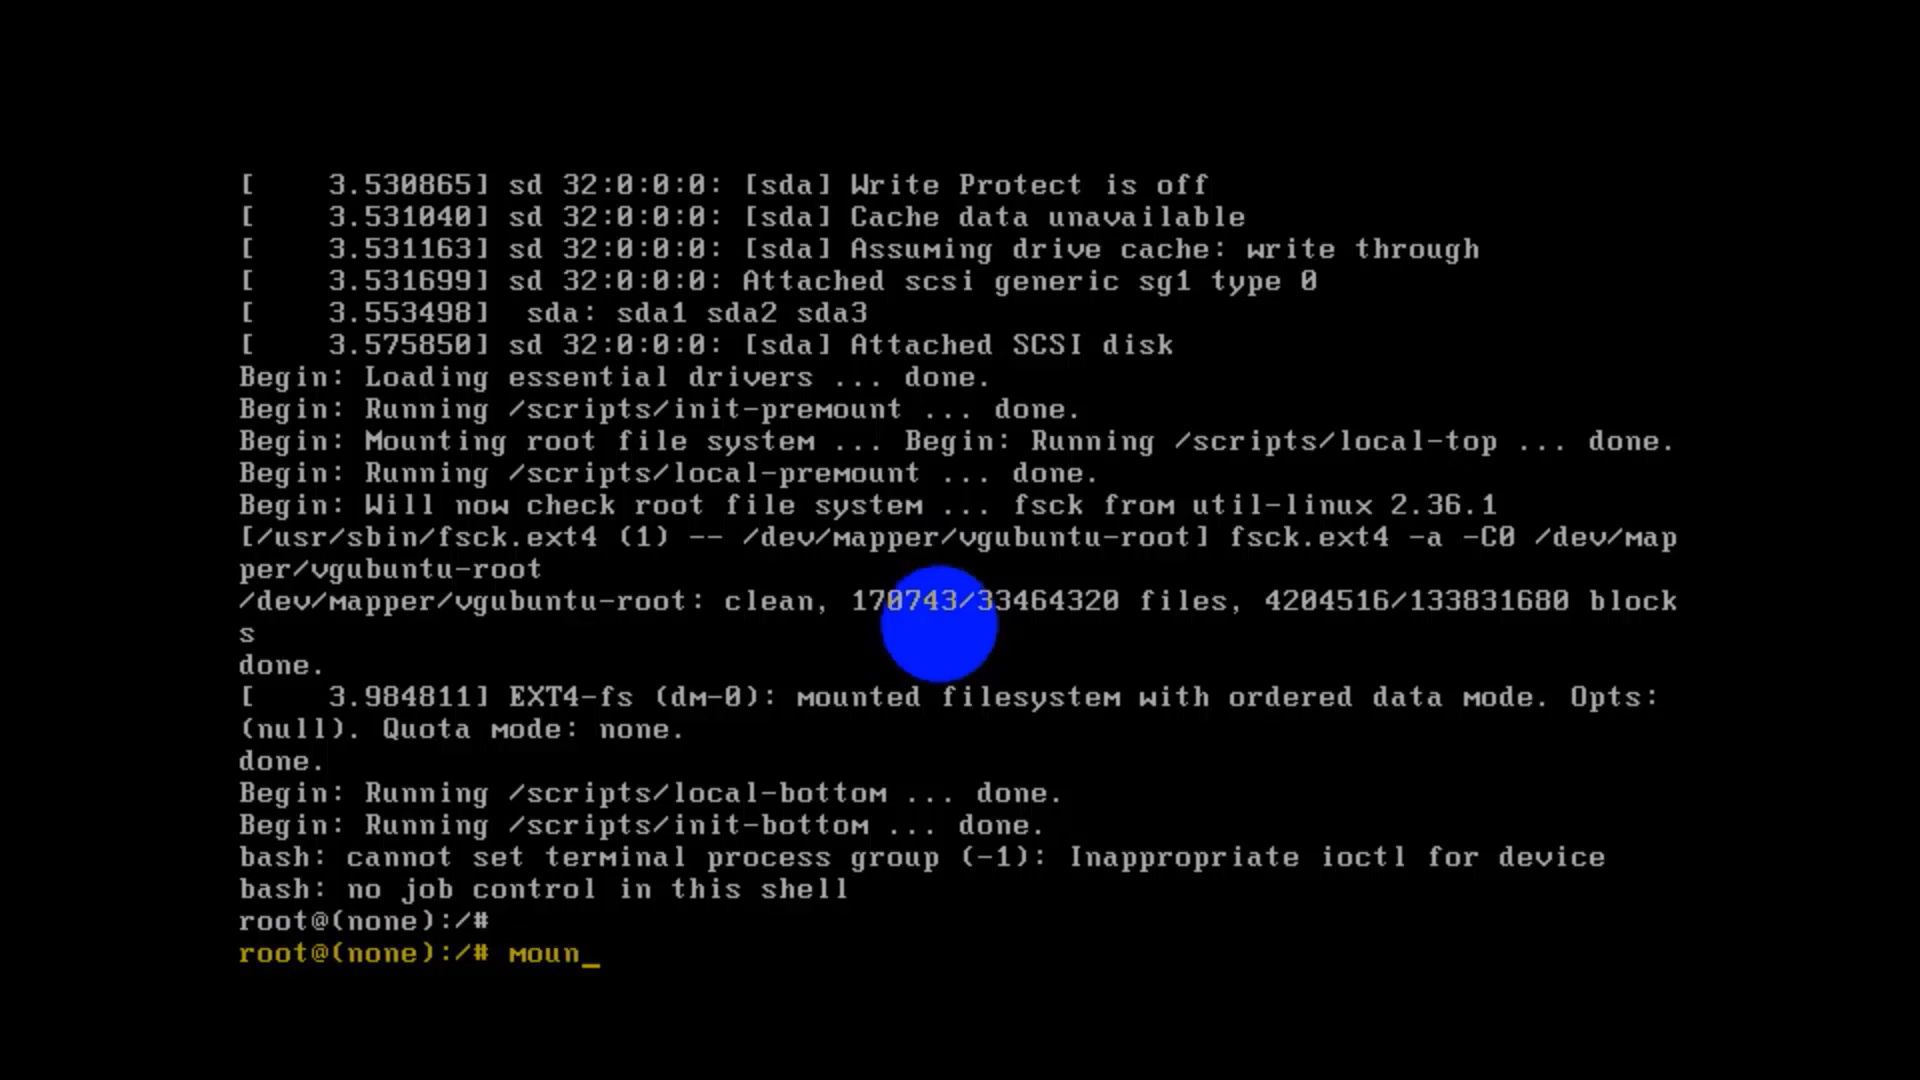 [    3.530865] sd 32:0:0:0: [sda] Write Protect is off
[    3.531040] sd 32:0:0:0: [sda] Cache data unavailable
[    3.531163] sd 32:0:0:0: [sda] Assuming drive cache: write through
[    3.531699] sd 32:0:0:0: Attached scsi generic sg1 type 0
[    3.553498]  sda: sda1 sda2 sda3
[    3.575850] sd 32:0:0:0: [sda] Attached SCSI disk
Begin: Loading essential drivers ... done.
Begin: Running /scripts/init-premount ... done.
Begin: Mounting root file system ... Begin: Running /scripts/local-top ... done.
Begin: Running /scripts/local-premount ... done.
Begin: Will now check root file system ... fsck from util-linux 2.36.1
[/usr/sbin/fsck.ext4 (1) -- /dev/mapper/vgubuntu-root] fsck.ext4 -a -C0 /dev/map
per/vgubuntu-root
/dev/mapper/vgubuntu-root: clean, 170743/33464320 files, 4204516/133831680 block
s
done.
[    3.984811] EXT4-fs (dm-0): mounted filesystem with ordered data mode. Opts:
(null). Quota mode: none.
done.
Begin: Running /scripts/local-bottom ... done.
Begin: Running /scripts/init-bottom ... done.
bash: cannot set terminal process group (-1): Inappropriate ioctl for device
bash: no job control in this shell
root@(none):/#
root@(none):/# moun_